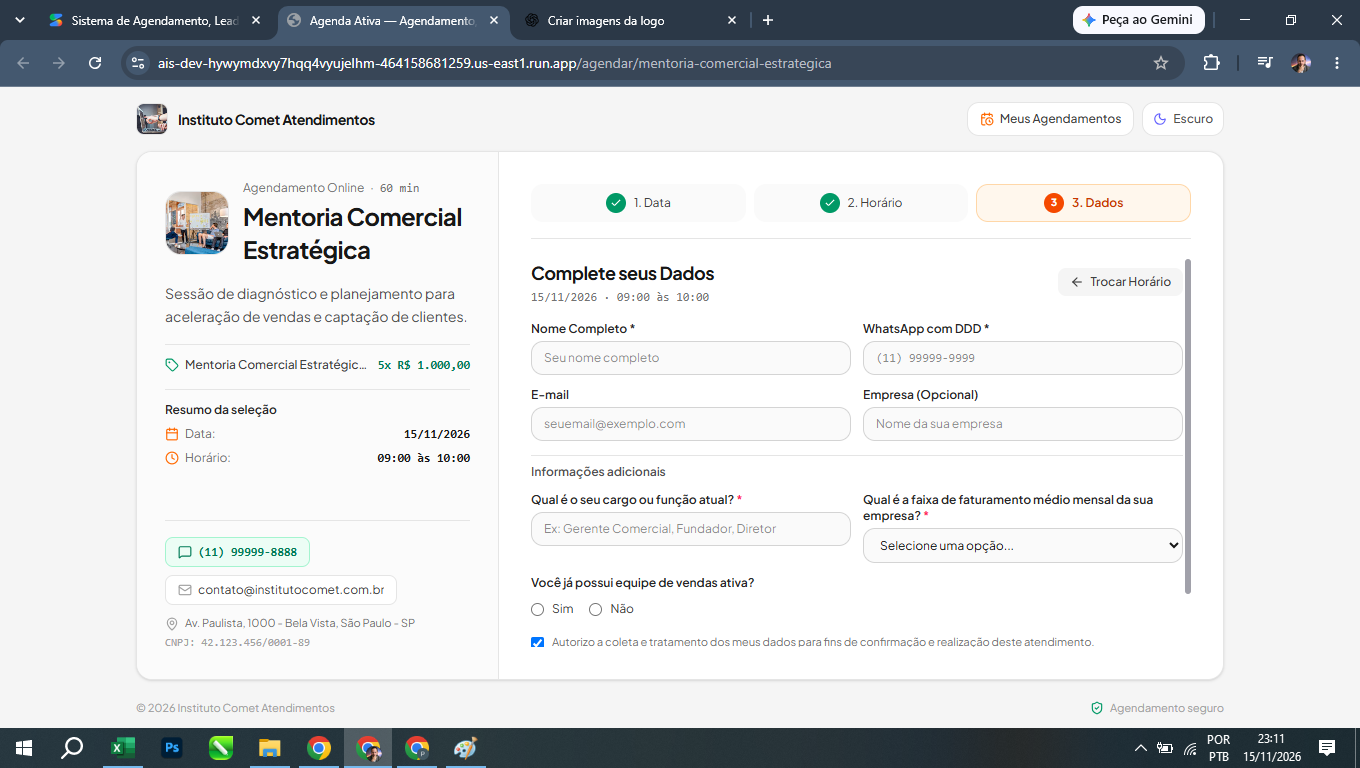 Sistema de Agendamento, Lead
Agenda Ativa — Agendamento,
Criar imagens da logo
Peça ao Gemini
ais-dev-hywymdxvy7hqq4vyujelhm-464158681259.us-east1.run.app/agendar/mentoria-comercial-estrategica
Instituto Comet Atendimentos
Meus Agendamentos
Escuro
Agendamento Online · 60 min
Mentoria Comercial
Estratégica
Sessão de diagnóstico e planejamento para
aceleração de vendas e captação de clientes.
Mentoria Comercial Estratégic... 5x R$ 1.000,00
Resumo da seleção
Data: 15/11/2026
Horário: 09:00 às 10:00
(11) 99999-8888
contato@institutocomet.com.br
Av. Paulista, 1000 - Bela Vista, São Paulo - SP
CNPJ: 42.123.456/0001-89
1. Data
2. Horário
3 3. Dados
Complete seus Dados
15/11/2026 · 09:00 às 10:00
Trocar Horário
Nome Completo *
Seu nome completo
WhatsApp com DDD *
(11) 99999-9999
E-mail
seuemail@exemplo.com
Empresa (Opcional)
Nome da sua empresa
Informações adicionais
Qual é o seu cargo ou função atual? *
Ex: Gerente Comercial, Fundador, Diretor
Qual é a faixa de faturamento médio mensal da sua
empresa? *
Selecione uma opção...
Você já possui equipe de vendas ativa?
Sim
Não
Autorizo a coleta e tratamento dos meus dados para fins de confirmação e realização deste atendimento.
© 2026 Instituto Comet Atendimentos
Agendamento seguro
Ps
POR
PTB
23:11
15/11/2026